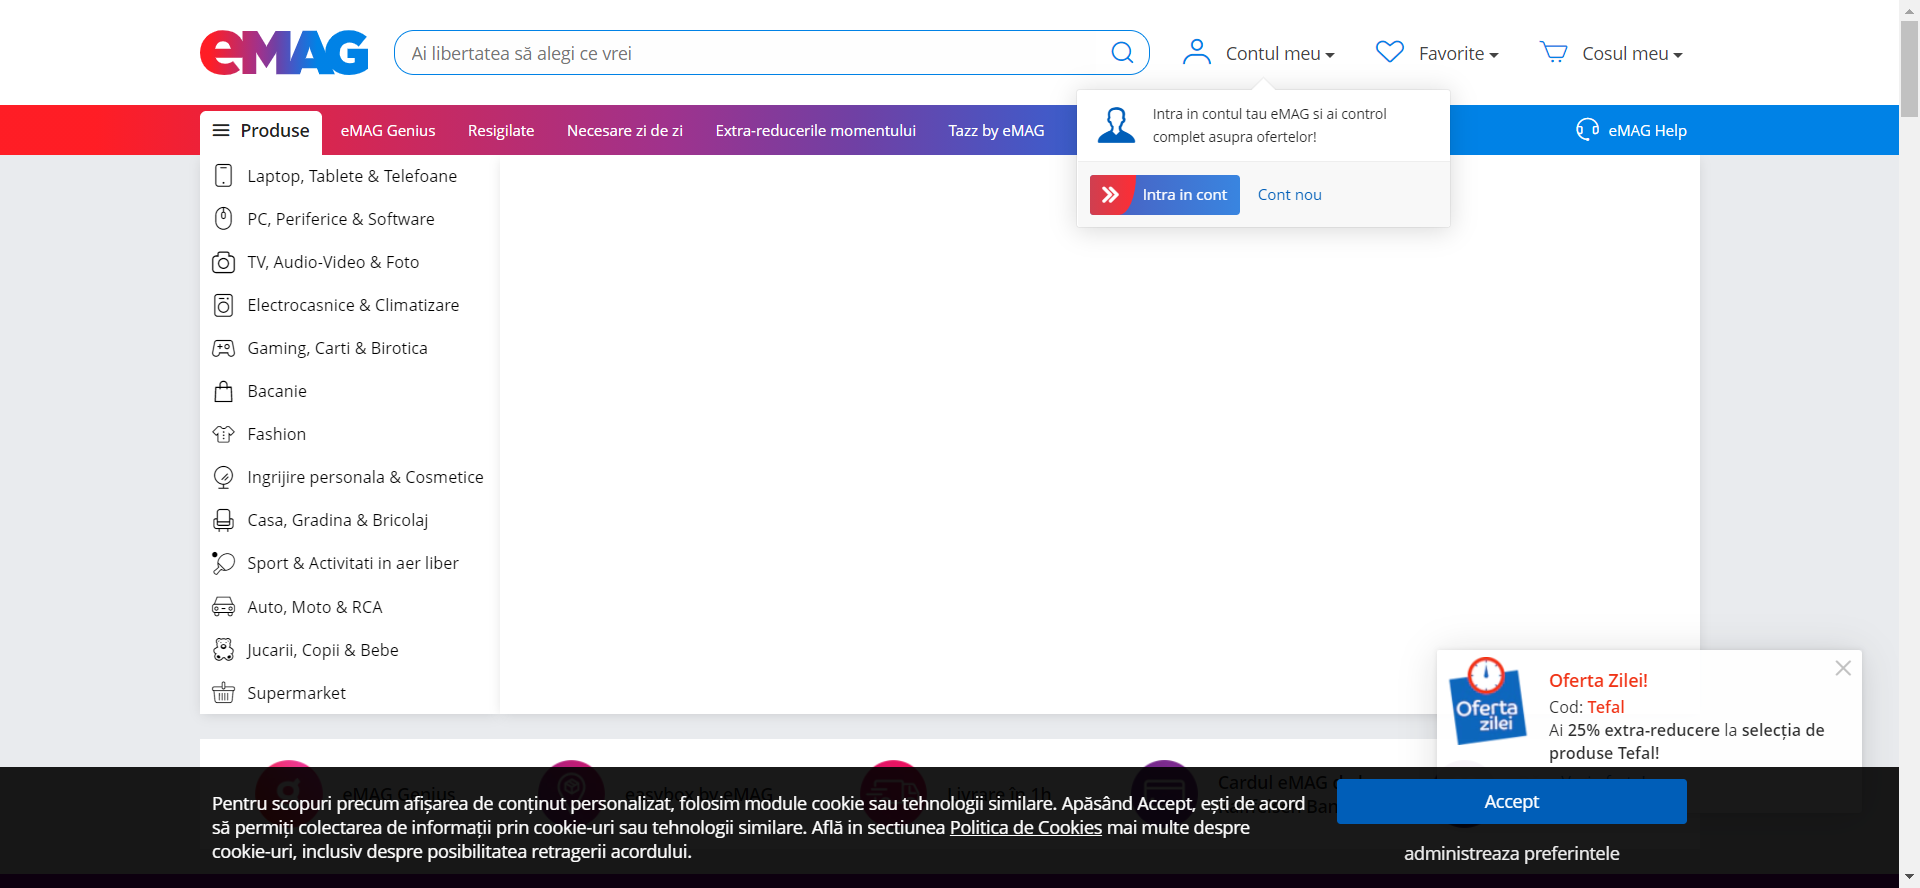 eMAG
Ai libertatea să alegi ce vrei
Contul meu
Favorite
Cosul meu
Produse
eMAG Genius
Resigilate
Necesare zi de zi
Extra-reducerile momentului
Tazz by eMAG
eMAG Help
Intra in contul tau eMAG si ai control
complet asupra ofertelor!
Intra in cont
Cont nou
Laptop, Tablete & Telefoane
PC, Periferice & Software
TV, Audio-Video & Foto
Electrocasnice & Climatizare
Gaming, Carti & Birotica
Bacanie
Fashion
Ingrijire personala & Cosmetice
Casa, Gradina & Bricolaj
Sport & Activitati in aer liber
Auto, Moto & RCA
Jucarii, Copii & Bebe
Supermarket
Oferta
zilei
Oferta Zilei!
Cod: Tefal
Ai 25% extra-reducere la selecția de
produse Tefal!
eMAG Genius
easybox by eMAG
Livrare în 1h
Cardul eMAG
Pentru scopuri precum afișarea de conținut personalizat, folosim module cookie sau tehnologii similare. Apăsând Accept, ești de acord
să permiți colectarea de informații prin cookie-uri sau tehnologii similare. Află in sectiunea Politica de Cookies mai multe despre
cookie-uri, inclusiv despre posibilitatea retragerii acordului.
Accept
administreaza preferintele